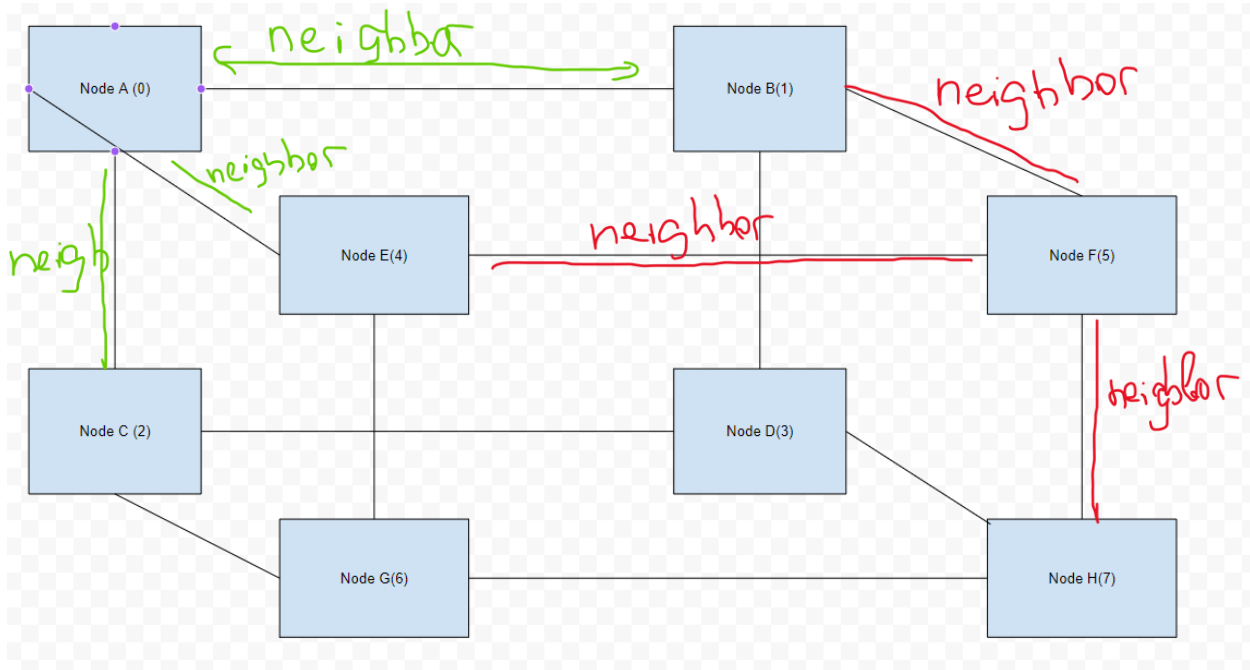 neighbor
Node A (0)
Node B(1)
neighbor
neighbor
neighbor
Node E(4)
Node F(5)
neigh
neighbor
Node C (2)
Node D(3)
Node G(6)
Node H(7)